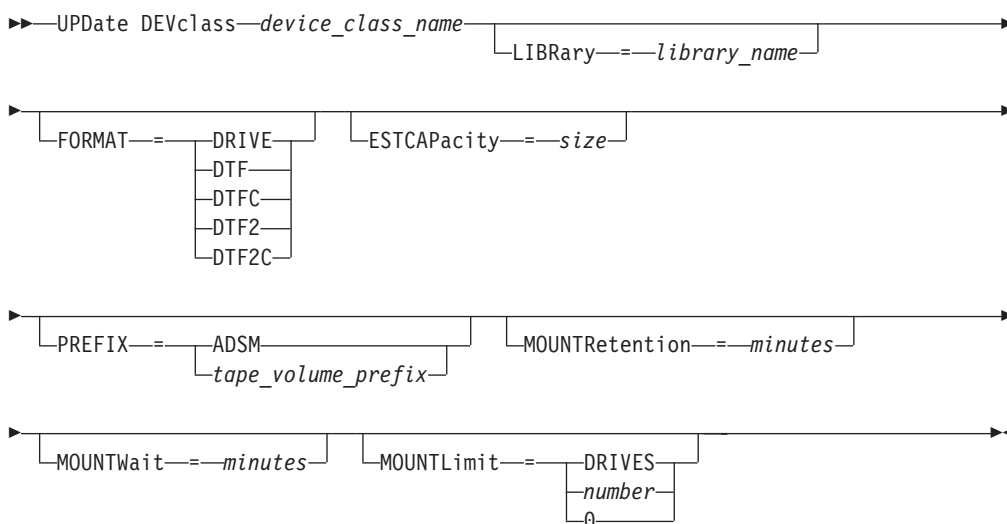 UPDate DEVclass device_class_name
LIBRary = library_name
FORMAT = DRIVE
DTF
DTFC
DTF2
DTF2C
ESTCAPacity = size
PREFIX = ADSM
tape_volume_prefix
MOUNTRetention = minutes
MOUNTWait = minutes
MOUNTLimit = DRIVES
number
0